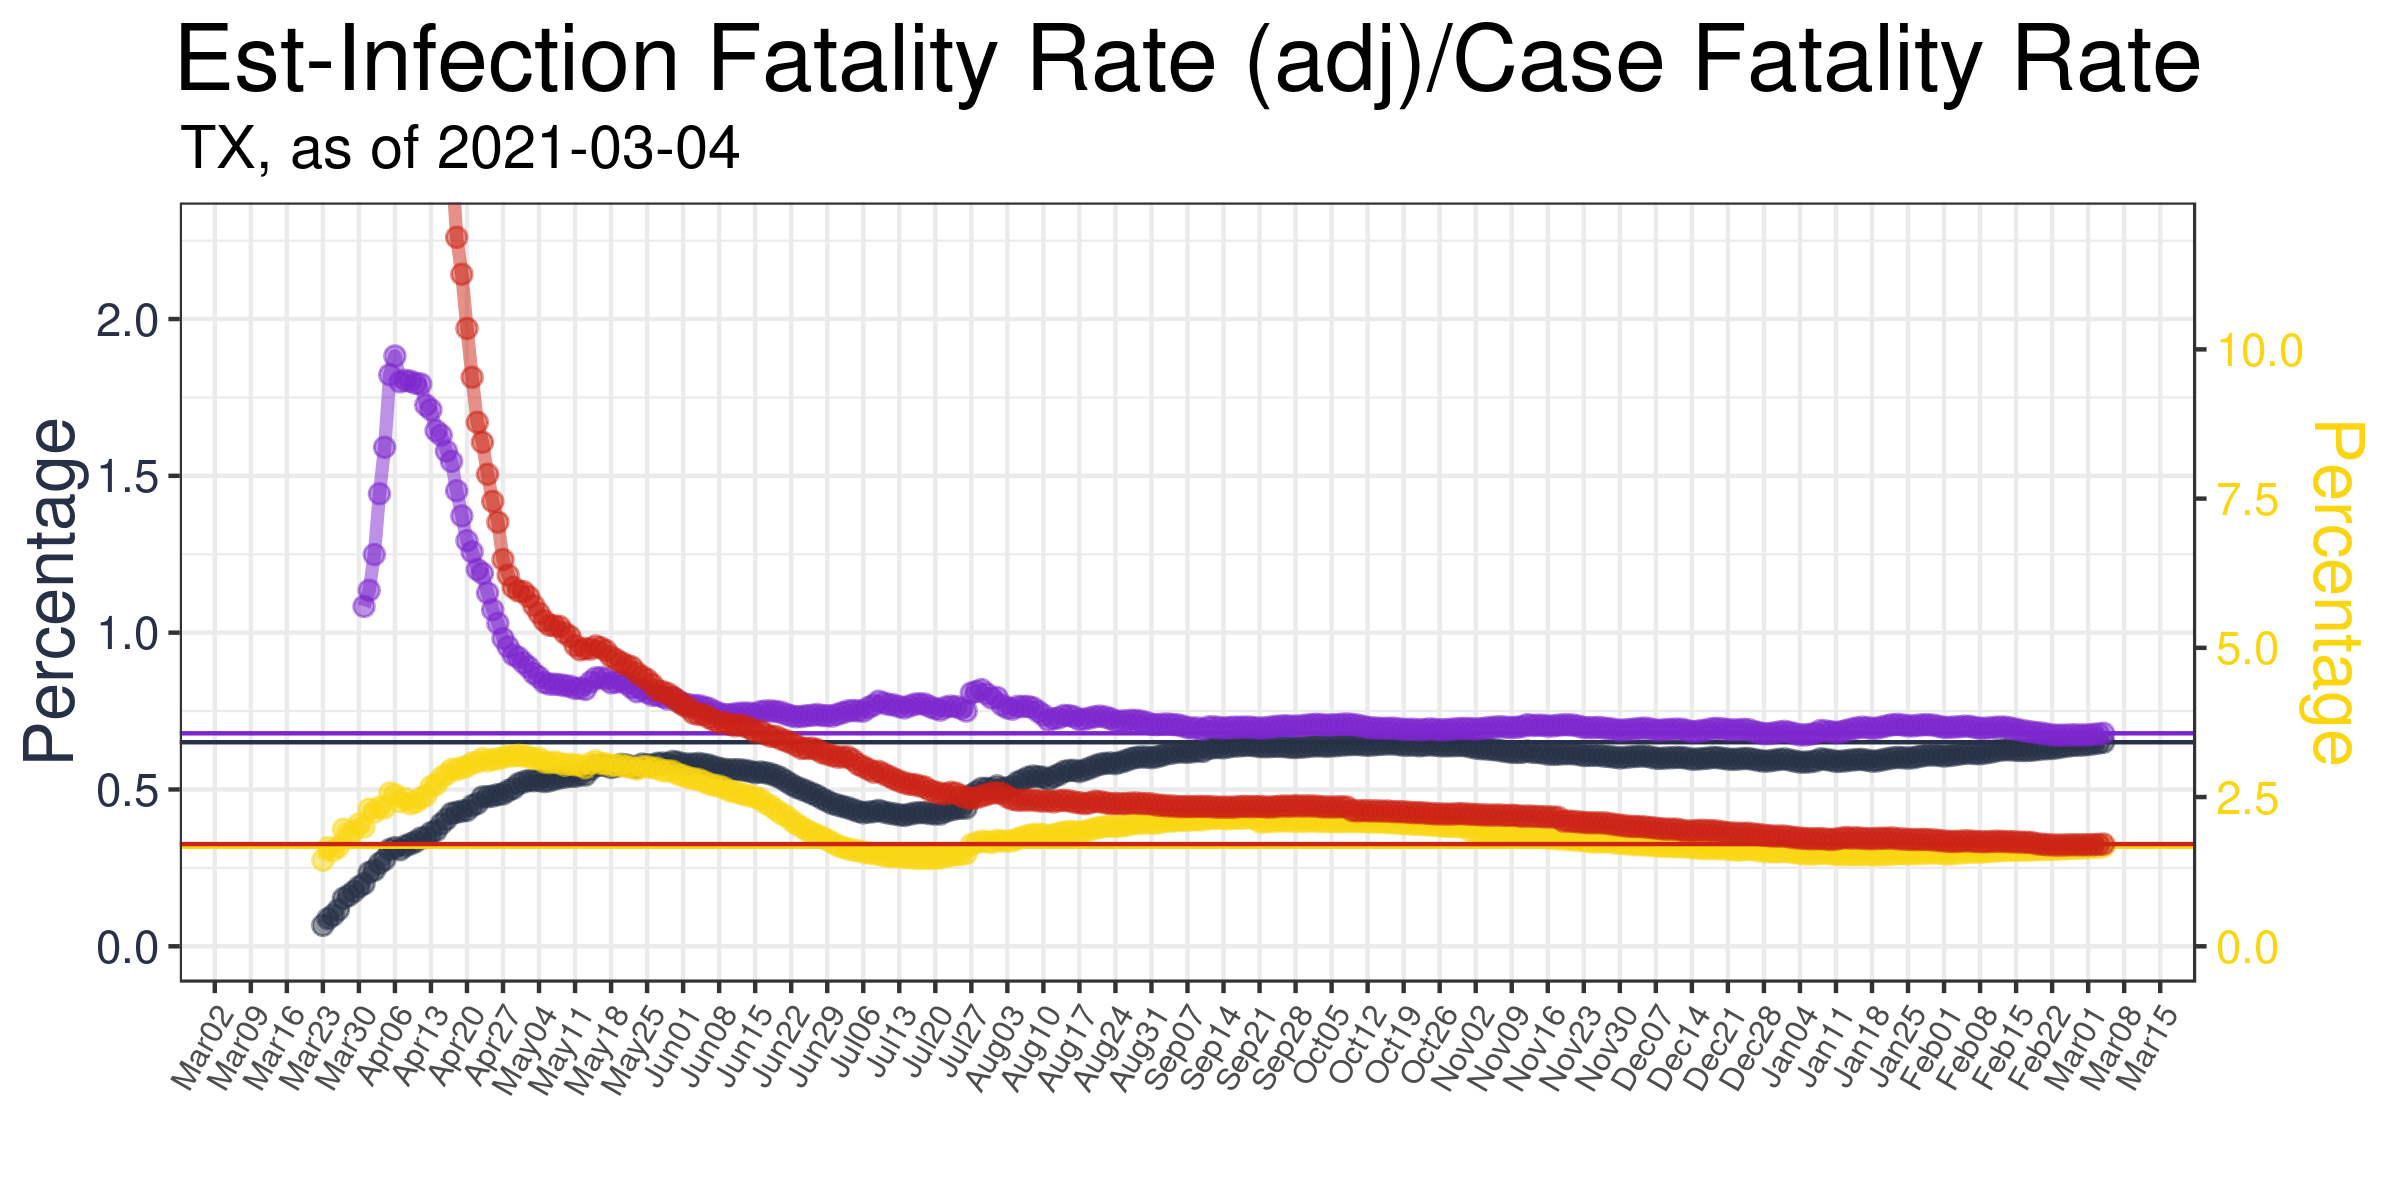 Est-Infection Fatality Rate (adj)/Case Fatality Rate
TX, as of 2021-03-04
Percentage
2.0
1.5
1.0
0.5
0.0
10.0
7.5
5.0
2.5
0.0
Percentage
Mar02
Mar09
Mar16
Mar23
Mar30
Apr06
Apr13
Apr20
Apr27
May04
May11
May18
May25
Jun01
Jun08
Jun15
Jun22
Jun29
Jul06
Jul13
Jul20
Jul27
Aug03
Aug10
Aug17
Aug24
Aug31
Sep07
Sep14
Sep21
Sep28
Oct05
Oct12
Oct19
Oct26
Nov02
Nov09
Nov16
Nov23
Nov30
Dec07
Dec14
Dec21
Dec28
Jan04
Jan11
Jan18
Jan25
Feb01
Feb08
Feb15
Feb22
Mar01
Mar08
Mar15